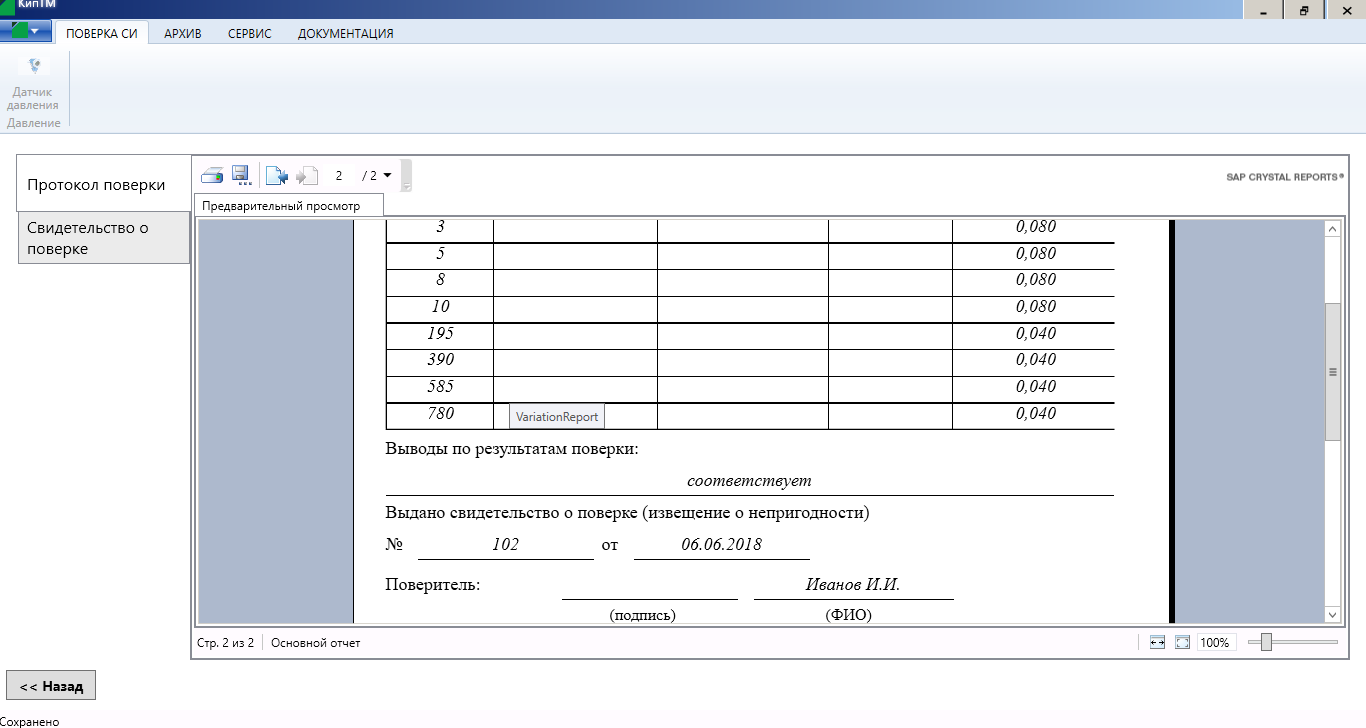 КипТМ
ПОВЕРКА СИ АРХИВ СЕРВИС ДОКУМЕНТАЦИЯ
Датчик
давления
Давление
Протокол поверки
Свидетельство о
поверке
2 / 2
SAP CRYSTAL REPORTS®
Предварительный просмотр
3 0,080
5 0,080
8 0,080
10 0,080
195 0,040
390 0,040
585 0,040
780 0,040
VariationReport
Выводы по результатам поверки:
соответствует
Выдано свидетельство о поверке (извещение о непригодности)
№ 102 от 06.06.2018
Поверитель: Иванов И.И.
(подпись) (ФИО)
Стр. 2 из 2 Основной отчет 100%
<< Назад
Сохранено